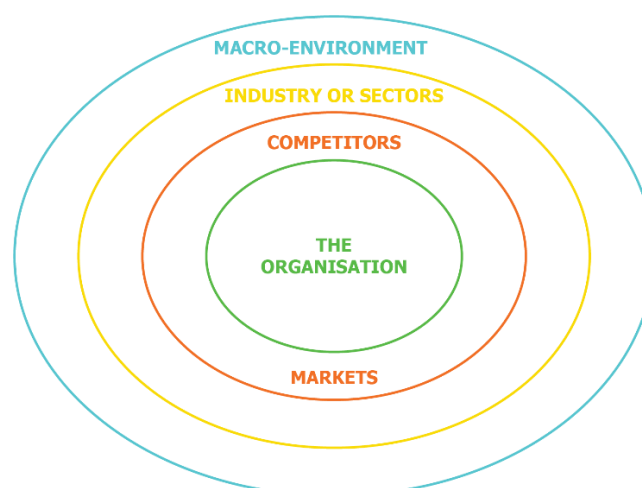 MACRO-ENVIRONMENT
INDUSTRY OR SECTORS
COMPETITORS
THE
ORGANISATION
MARKETS